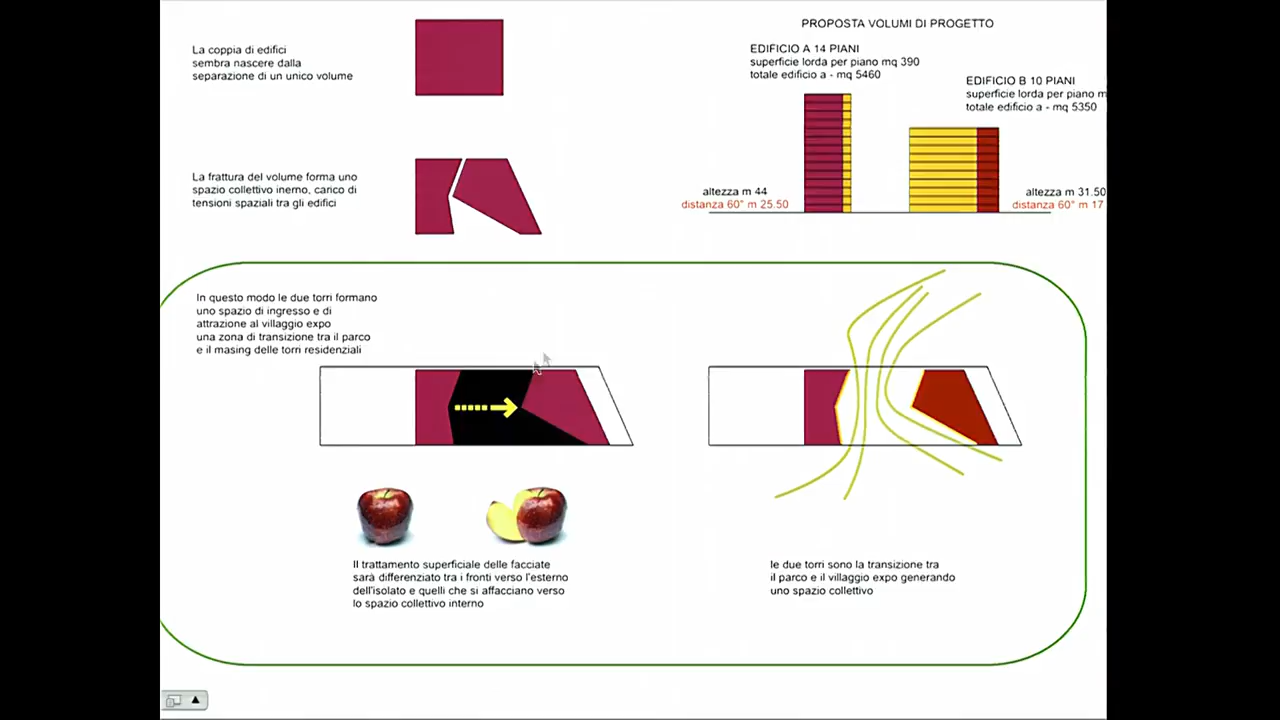 La coppia di edifici
sembra nascere dalla
separazione di un unico volume
La frattura del volume forma uno
spazio collettivo inerno, carico di
tensioni spaziali tra gli edifici
PROPOSTA VOLUMI DI PROGETTO
EDIFICIO A 14 PIANI
superficie lorda per piano mq 390
totale edificio a - mq 5460
EDIFICIO B 10 PIANI
superficie lorda per piano m
totale edificio a - mq 5350
altezza m 44
distanza 60° m 25.50
altezza m 31.50
distanza 60° m 17
In questo modo le due torri formano
uno spazio di ingresso e di
attrazione al villaggio expo
una zona di transizione tra il parco
e il masing delle torri residenziali
Il trattamento superficiale delle facciate
sarà differenziato tra i fronti verso l'esterno
dell'isolato e quelli che si affacciano verso
lo spazio collettivo interno
le due torri sono la transizione tra
il parco e il villaggio expo generando
uno spazio collettivo